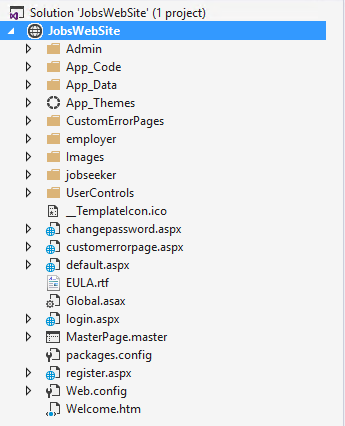 Solution 'JobsWebSite' (1 project)
JobsWebSite
Admin
App_Code
App_Data
App_Themes
CustomErrorPages
employer
Images
jobseeker
UserControls
__TemplateIcon.ico
changepassword.aspx
customerrorpage.aspx
default.aspx
EULA.rtf
Global.asax
login.aspx
MasterPage.master
packages.config
register.aspx
Web.config
Welcome.htm